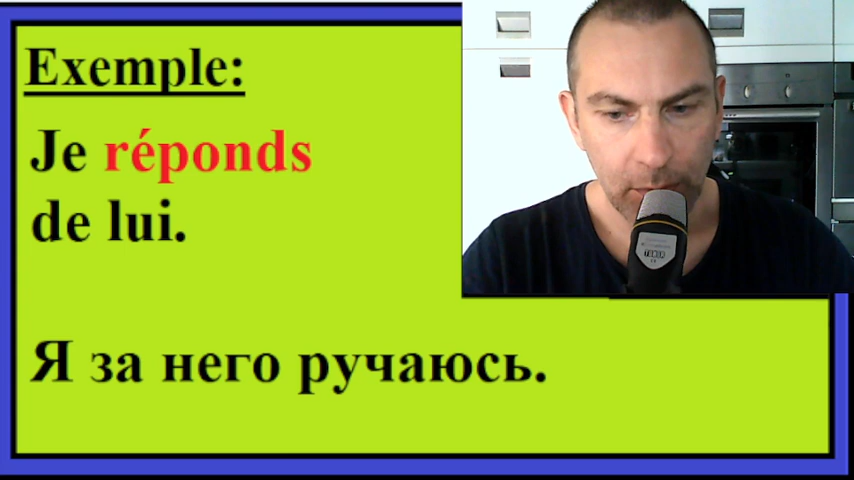 Exemple:
Je réponds
de lui.
Я за него ручаюсь.